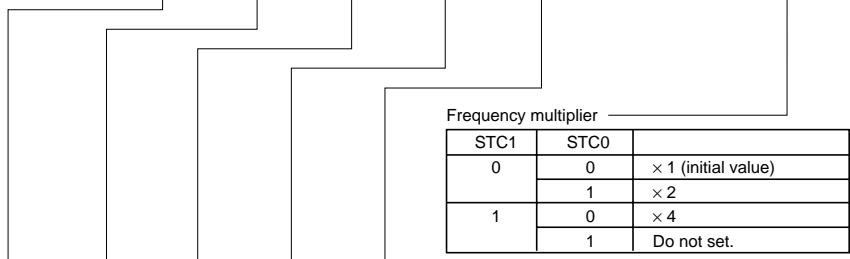 Frequency multiplier
STC1 STC0
0 0 × 1 (initial value)
1 × 2
1 0 × 4
1 Do not set.